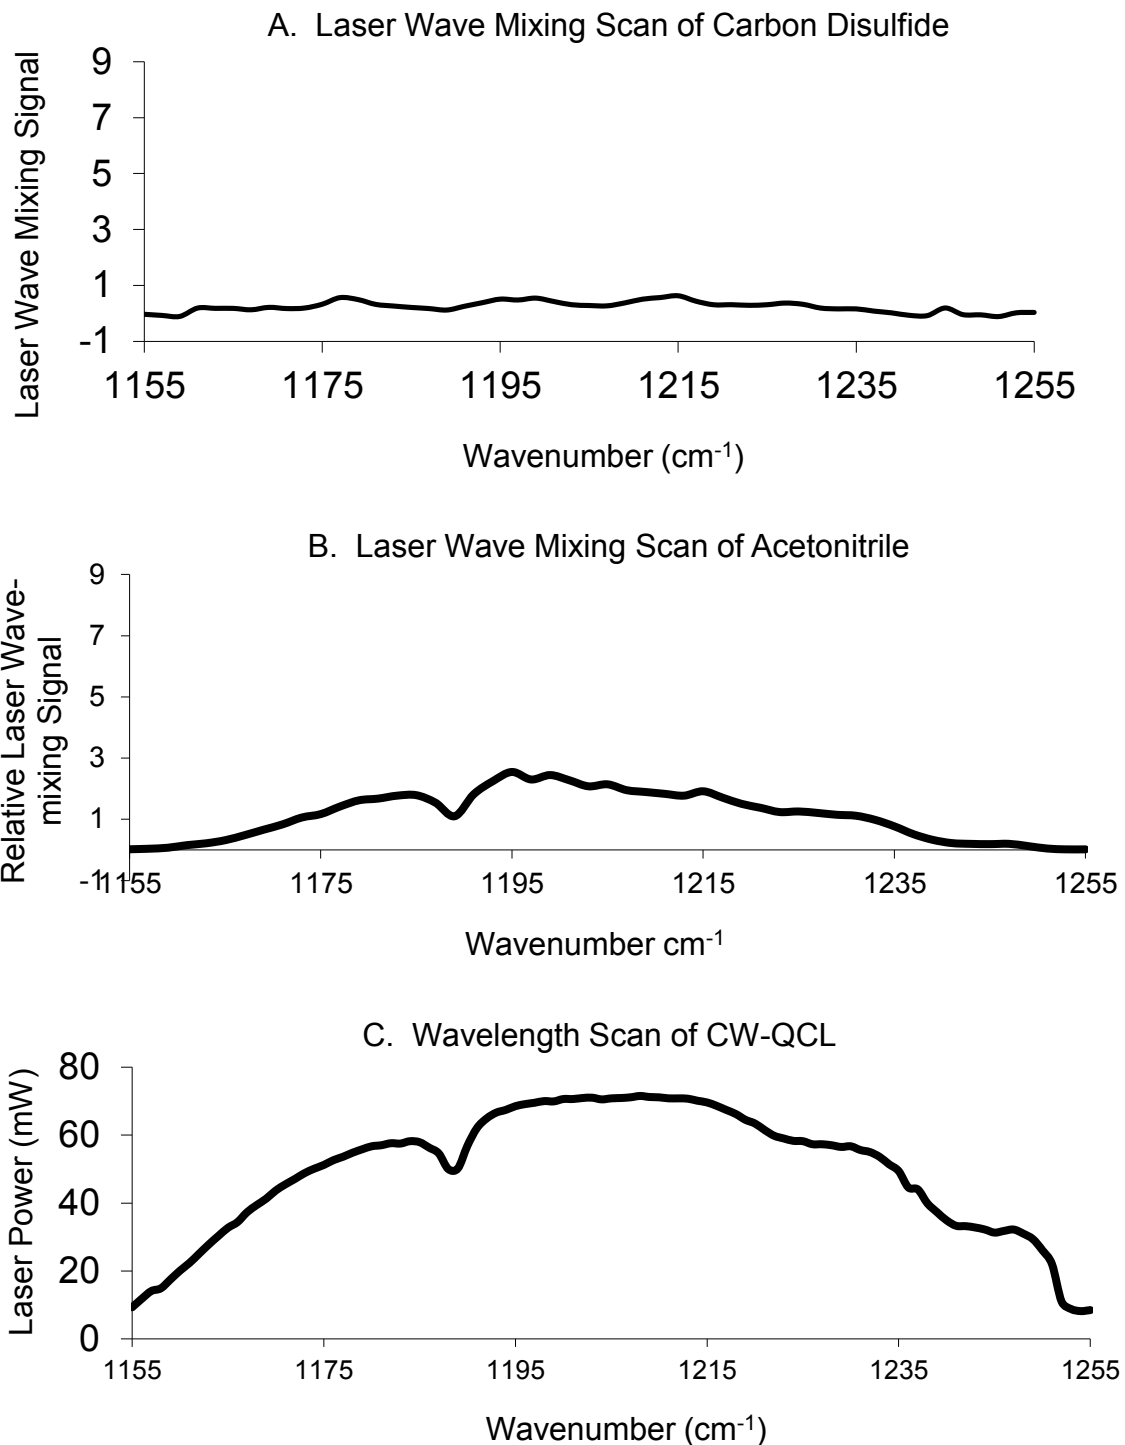 A.  Laser Wave Mixing Scan of Carbon Disulfide
Laser Wave Mixing Signal
9
7
5
3
1
-1
1155 1175 1195 1215 1235 1255
Wavenumber (cm-1)
B.  Laser Wave Mixing Scan of Acetonitrile
Relative Laser Wave-
mixing Signal
9
7
5
3
1
-1
1155 1175 1195 1215 1235 1255
Wavenumber cm-1
C.  Wavelength Scan of CW-QCL
Laser Power (mW)
80
60
40
20
0
1155 1175 1195 1215 1235 1255
Wavenumber (cm-1)